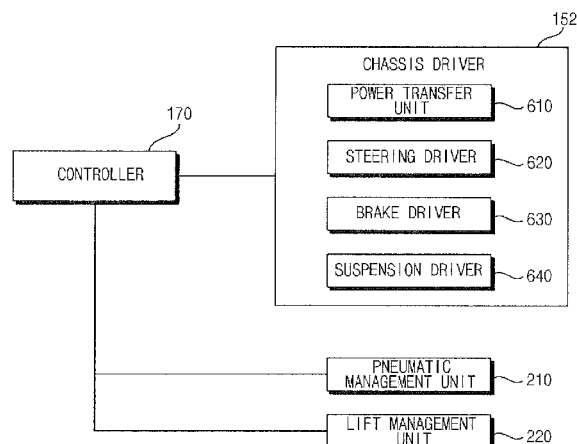 152
CHASSIS DRIVER
POWER TRANSFER
UNIT
610
170
CONTROLLER
STEERING DRIVER
620
BRAKE DRIVER
630
SUSPENSION DRIVER
640
PNEUMATIC
MANAGEMENT UNIT
210
LIFT MANAGEMENT
UNIT
220